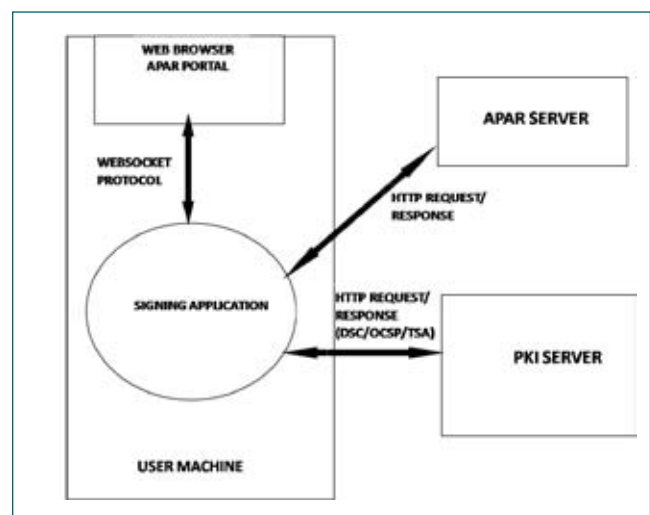 WEB BROWSER
APAR PORTAL
WEBSOCKET
PROTOCOL
SIGNING APPLICATION
USER MACHINE
APAR SERVER
HTTP REQUEST/
RESPONSE
HTTP REQUEST/
RESPONSE
(DSC/OCSP/TSA)
PKI SERVER